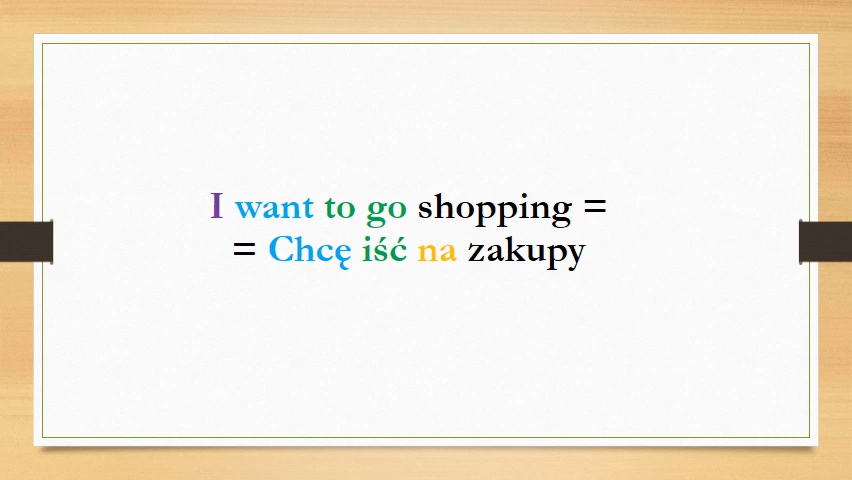 I want to go shopping =
= Chcę iść na zakupy